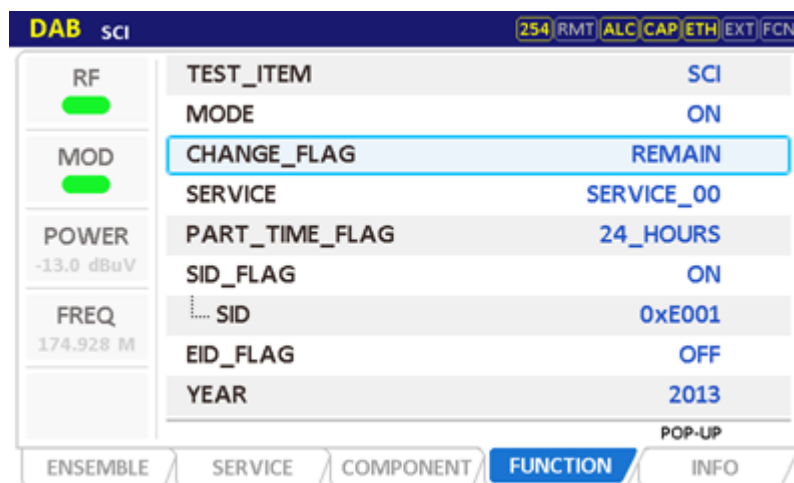 DAB SCI 254 RMT ALC CAP ETH EXT FCN
RF
MOD
POWER
-13.0 dBuV
FREQ
174.928 M
TEST_ITEM SCI
MODE ON
CHANGE_FLAG REMAIN
SERVICE SERVICE_00
PART_TIME_FLAG 24_HOURS
SID_FLAG ON
SID 0xE001
EID_FLAG OFF
YEAR 2013
POP-UP
ENSEMBLE SERVICE COMPONENT FUNCTION INFO